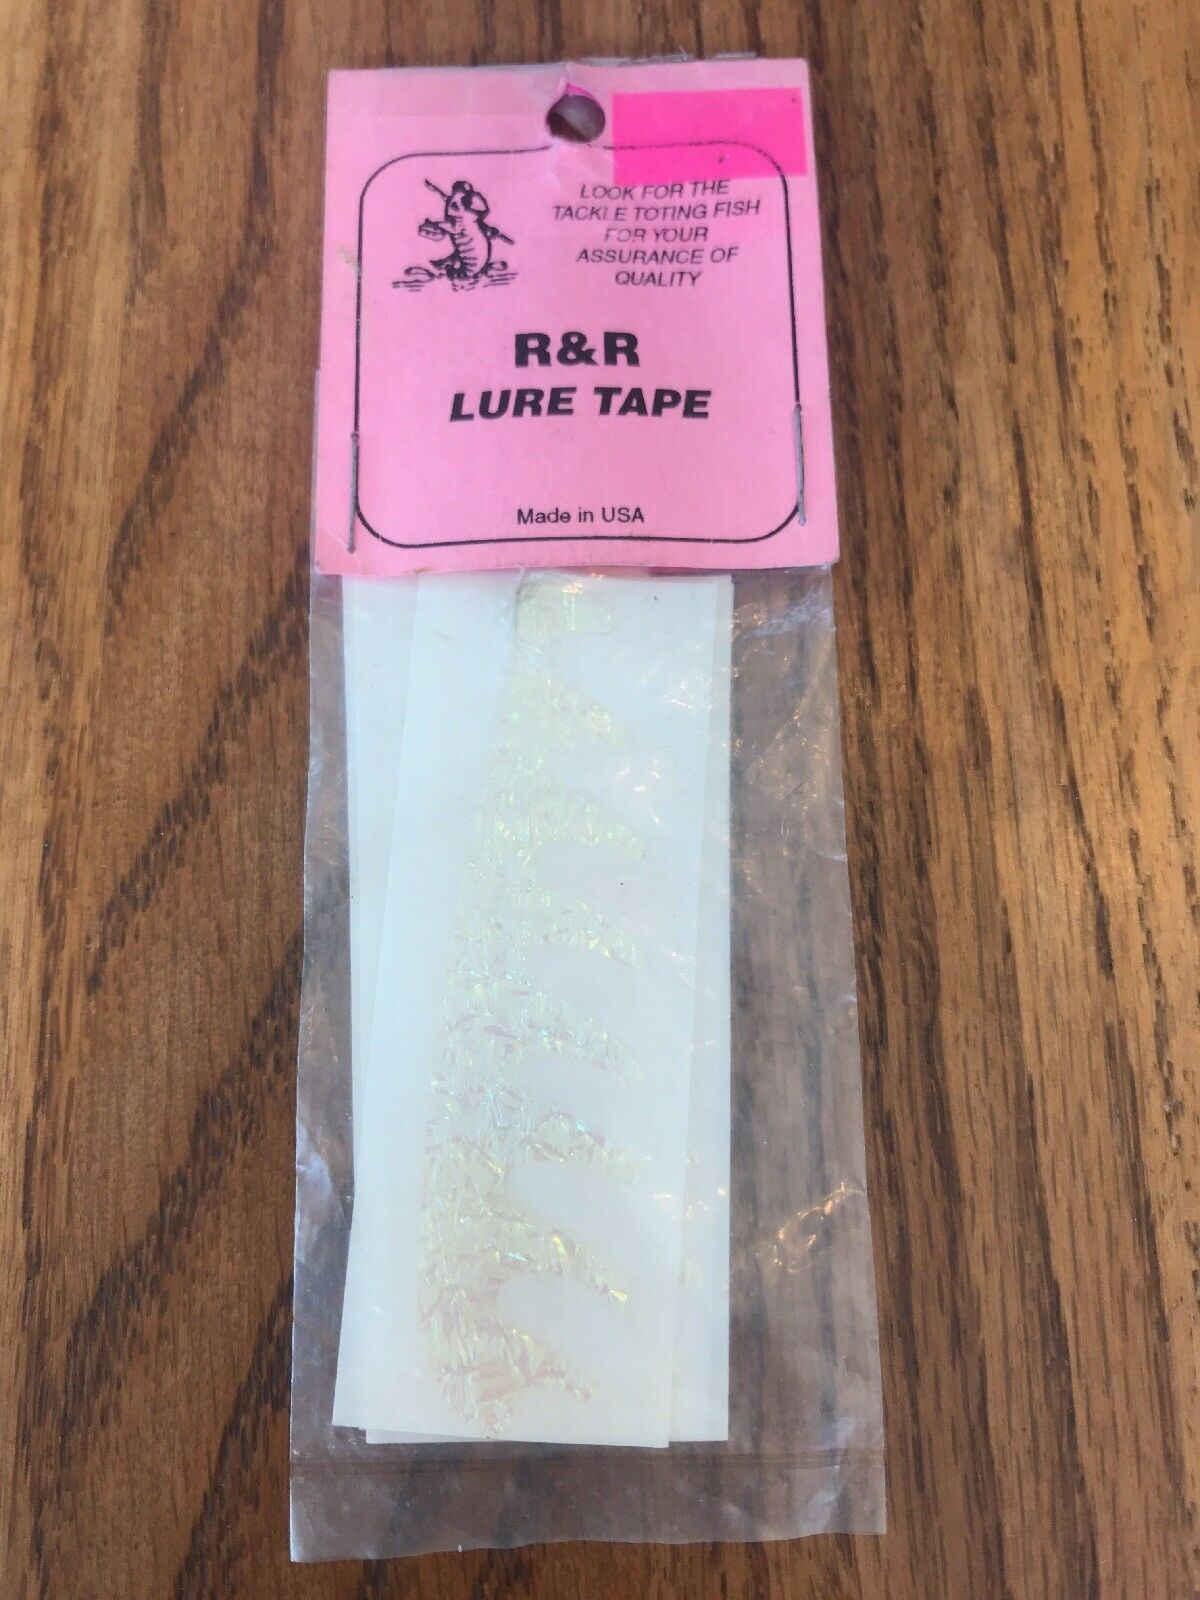 LOOK FOR THE
TACKLE TOTING FISH
FOR YOUR
ASSURANCE OF
QUALITY
R&R
LURE TAPE
Made in USA